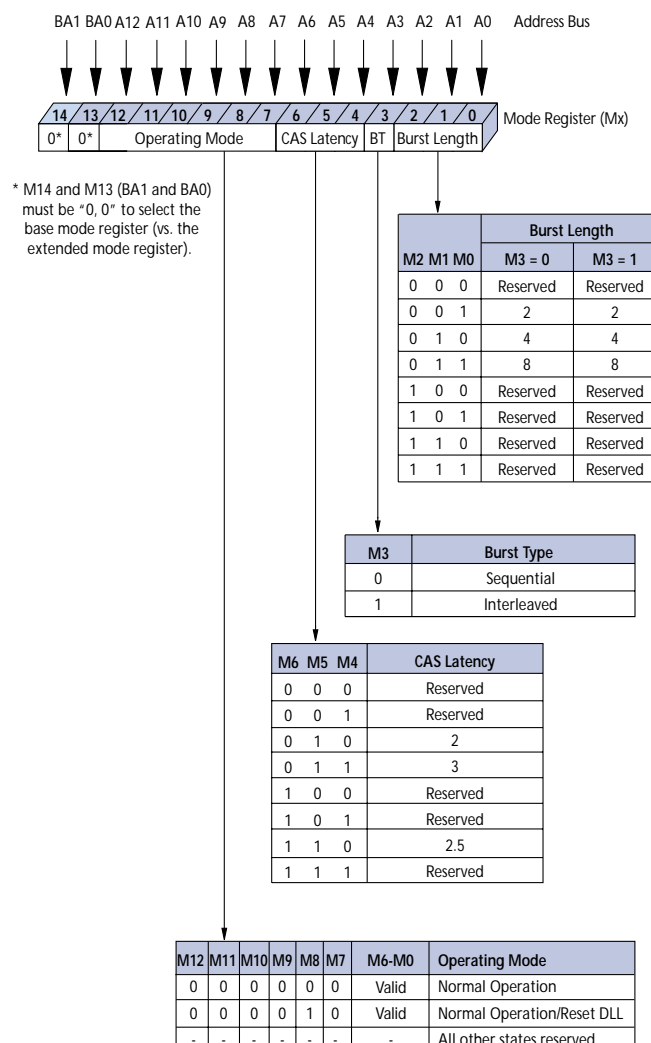 BA1 BA0 A12 A11 A10 A9 A8 A7 A6 A5 A4 A3 A2 A1 A0 Address Bus
14 13 12 11 10 9 8 7 6 5 4 3 2 1 0 Mode Register (Mx)
0* 0* Operating Mode CAS Latency BT Burst Length
* M14 and M13 (BA1 and BA0)
must be "0, 0" to select the
base mode register (vs. the
extended mode register).
Burst Length
M2 M1 M0 M3 = 0 M3 = 1
0 0 0 Reserved Reserved
0 0 1 2 2
0 1 0 4 4
0 1 1 8 8
1 0 0 Reserved Reserved
1 0 1 Reserved Reserved
1 1 0 Reserved Reserved
1 1 1 Reserved Reserved
M3 Burst Type
0 Sequential
1 Interleaved
M6 M5 M4 CAS Latency
0 0 0 Reserved
0 0 1 Reserved
0 1 0 2
0 1 1 3
1 0 0 Reserved
1 0 1 Reserved
1 1 0 2.5
1 1 1 Reserved
M12 M11 M10 M9 M8 M7 M6-M0 Operating Mode
0 0 0 0 0 0 Valid Normal Operation
0 0 0 0 1 0 Valid Normal Operation/Reset DLL
- - - - - - - All other states reserved